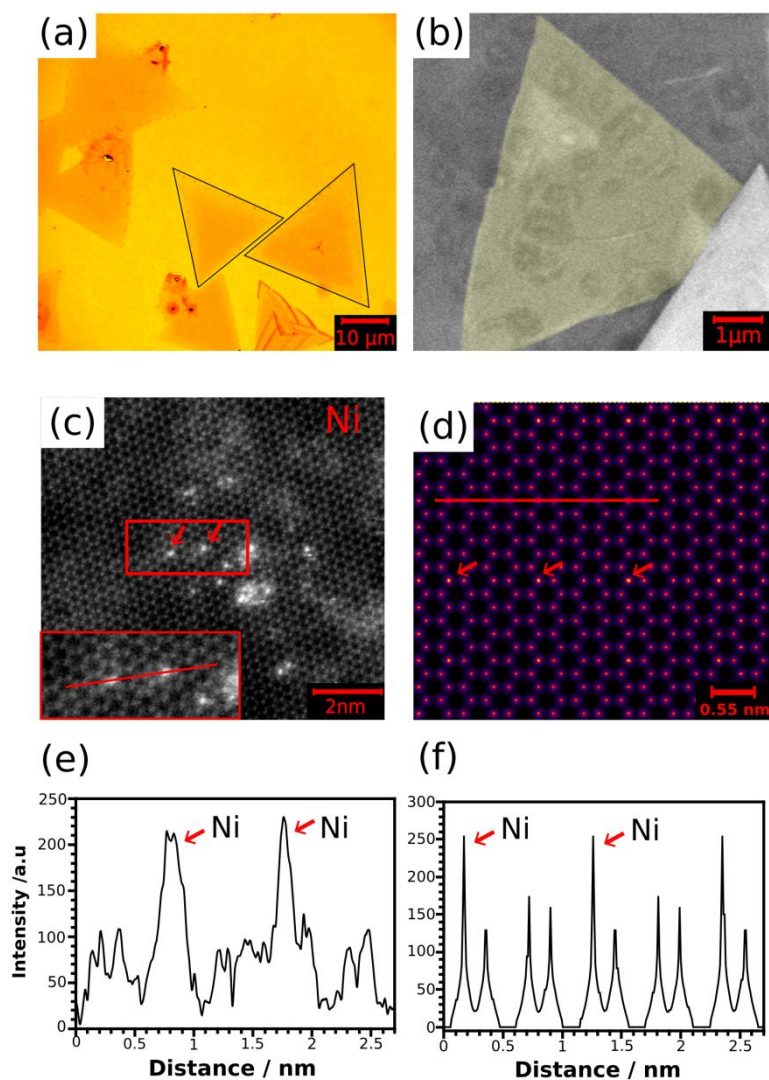 (a)
10 µm
(b)
1µm
(c)
Ni
2nm
(d)
0.55 nm
(e)
250
200
150
100
50
0
Intensity /a.u
Ni
Ni
0 0.5 1 1.5 2 2.5
Distance / nm
(f)
300
250
200
150
100
50
0
Ni
Ni
0 0.5 1 1.5 2 2.5
Distance / nm